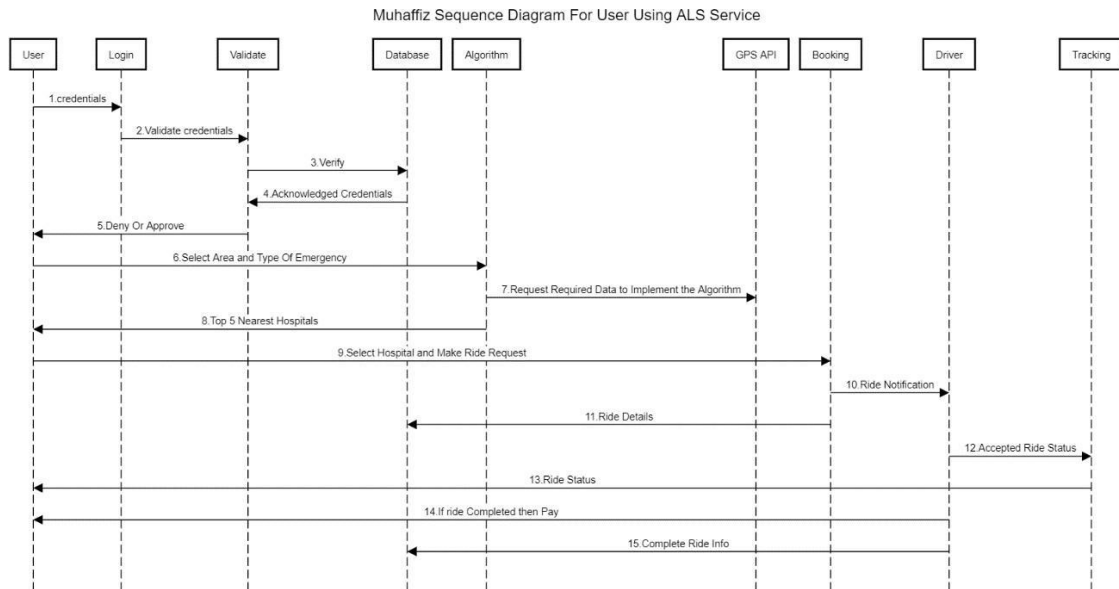 Muhaffiz Sequence Diagram For User Using ALS Service
User Login Validate Database Algorithm GPS API Booking Driver Tracking
1.credentials
2.Validate credentials
3.Verify
4.Acknowledged Credentials
5.Deny Or Approve
6.Select Area and Type Of Emergency
7.Request Required Data to Implement the Algorithm
8.Top 5 Nearest Hospitals
9.Select Hospital and Make Ride Request
10.Ride Notification
11.Ride Details
12.Accepted Ride Status
13.Ride Status
14.If ride Completed then Pay
15.Complete Ride Info